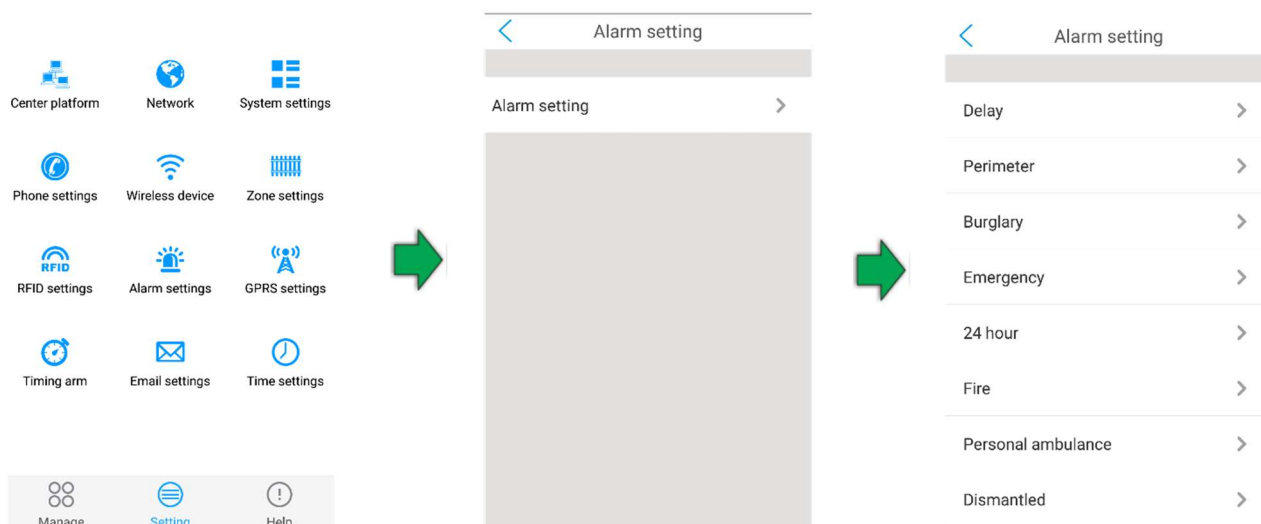 Center platform
Network
System settings
Phone settings
Wireless device
Zone settings
RFID
RFID settings
Alarm settings
GPRS settings
Timing arm
Email settings
Time settings
Manage
Setting
Help
Alarm setting
Alarm setting
Alarm setting
Delay
Perimeter
Burglary
Emergency
24 hour
Fire
Personal ambulance
Dismantled